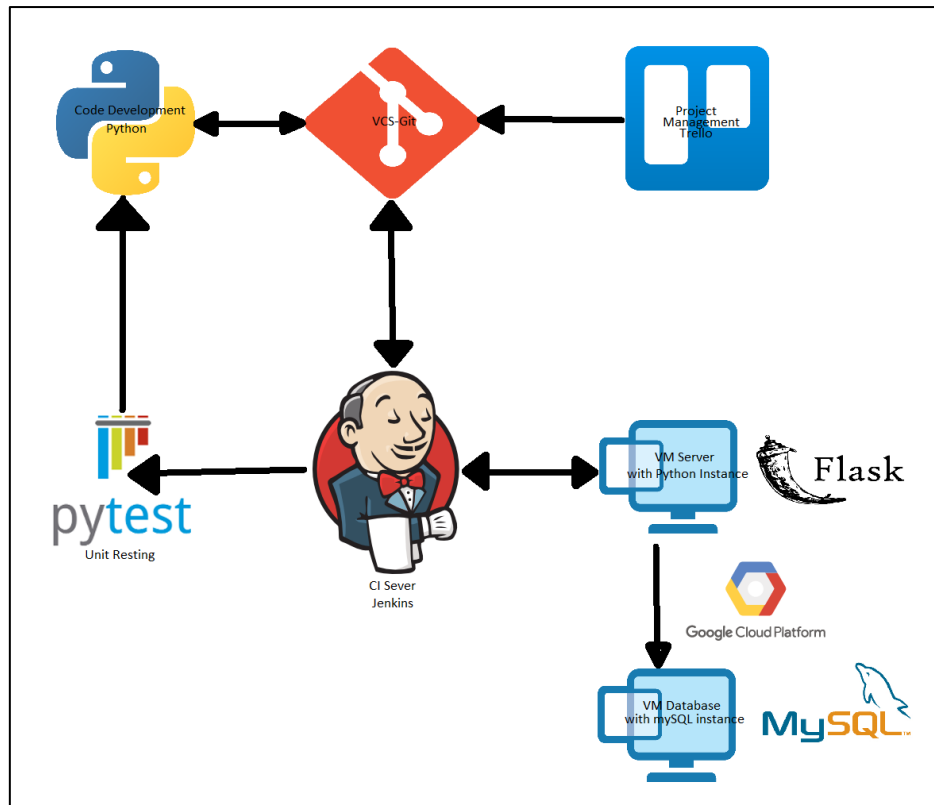 Code Development
Python
VCS-Git
Project
Management
Trello
pytest
Unit Resting
CI Sever
Jenkins
VM Server
with Python Instance
Flask
Google Cloud Platform
VM Database
with mySQL instance
MySQL